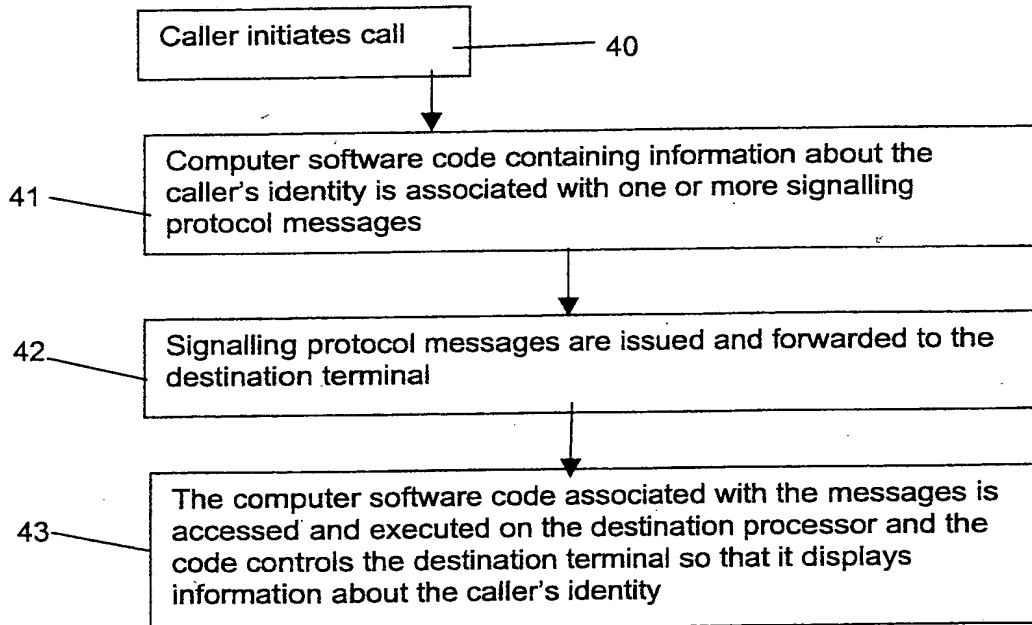 Caller initiates call
40
Computer software code containing information about the
caller's identity is associated with one or more signalling
protocol messages
41
Signalling protocol messages are issued and forwarded to the
destination terminal
42
The computer software code associated with the messages is
accessed and executed on the destination processor and the
code controls the destination terminal so that it displays
information about the caller's identity
43